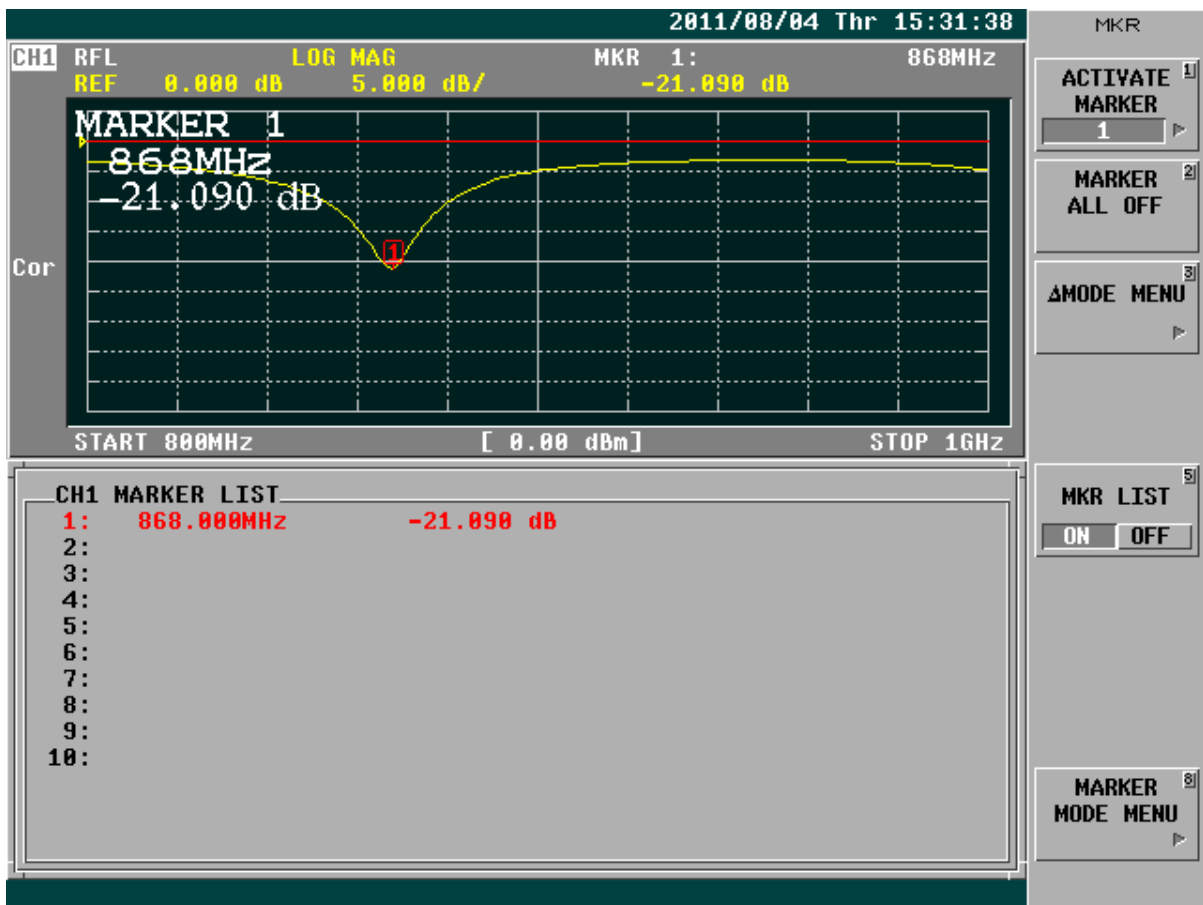 2011/08/04 Thr 15:31:38
CH1 RFL LOG MAG MKR 1: 868MHz
REF 0.000 dB 5.000 dB/ -21.090 dB
MARKER 1
868MHz
-21.090 dB
1
Cor
START 800MHz [ 0.00 dBm] STOP 1GHz
CH1 MARKER LIST
1: 868.000MHz -21.090 dB
2:
3:
4:
5:
6:
7:
8:
9:
10:
MKR
ACTIVATE 1
MARKER
1
MARKER 2
ALL OFF
3
ΔMODE MENU
5
MKR LIST
ON OFF
MARKER 8
MODE MENU